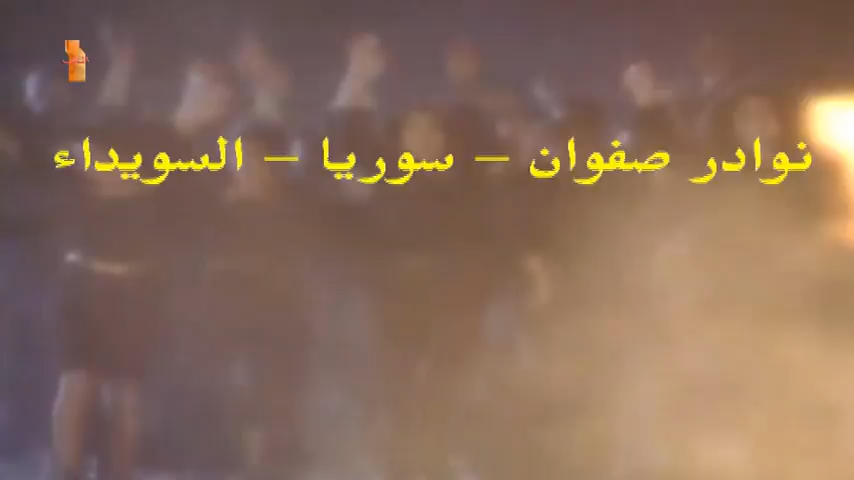 نوادر صفوان – سوريا – السويداء